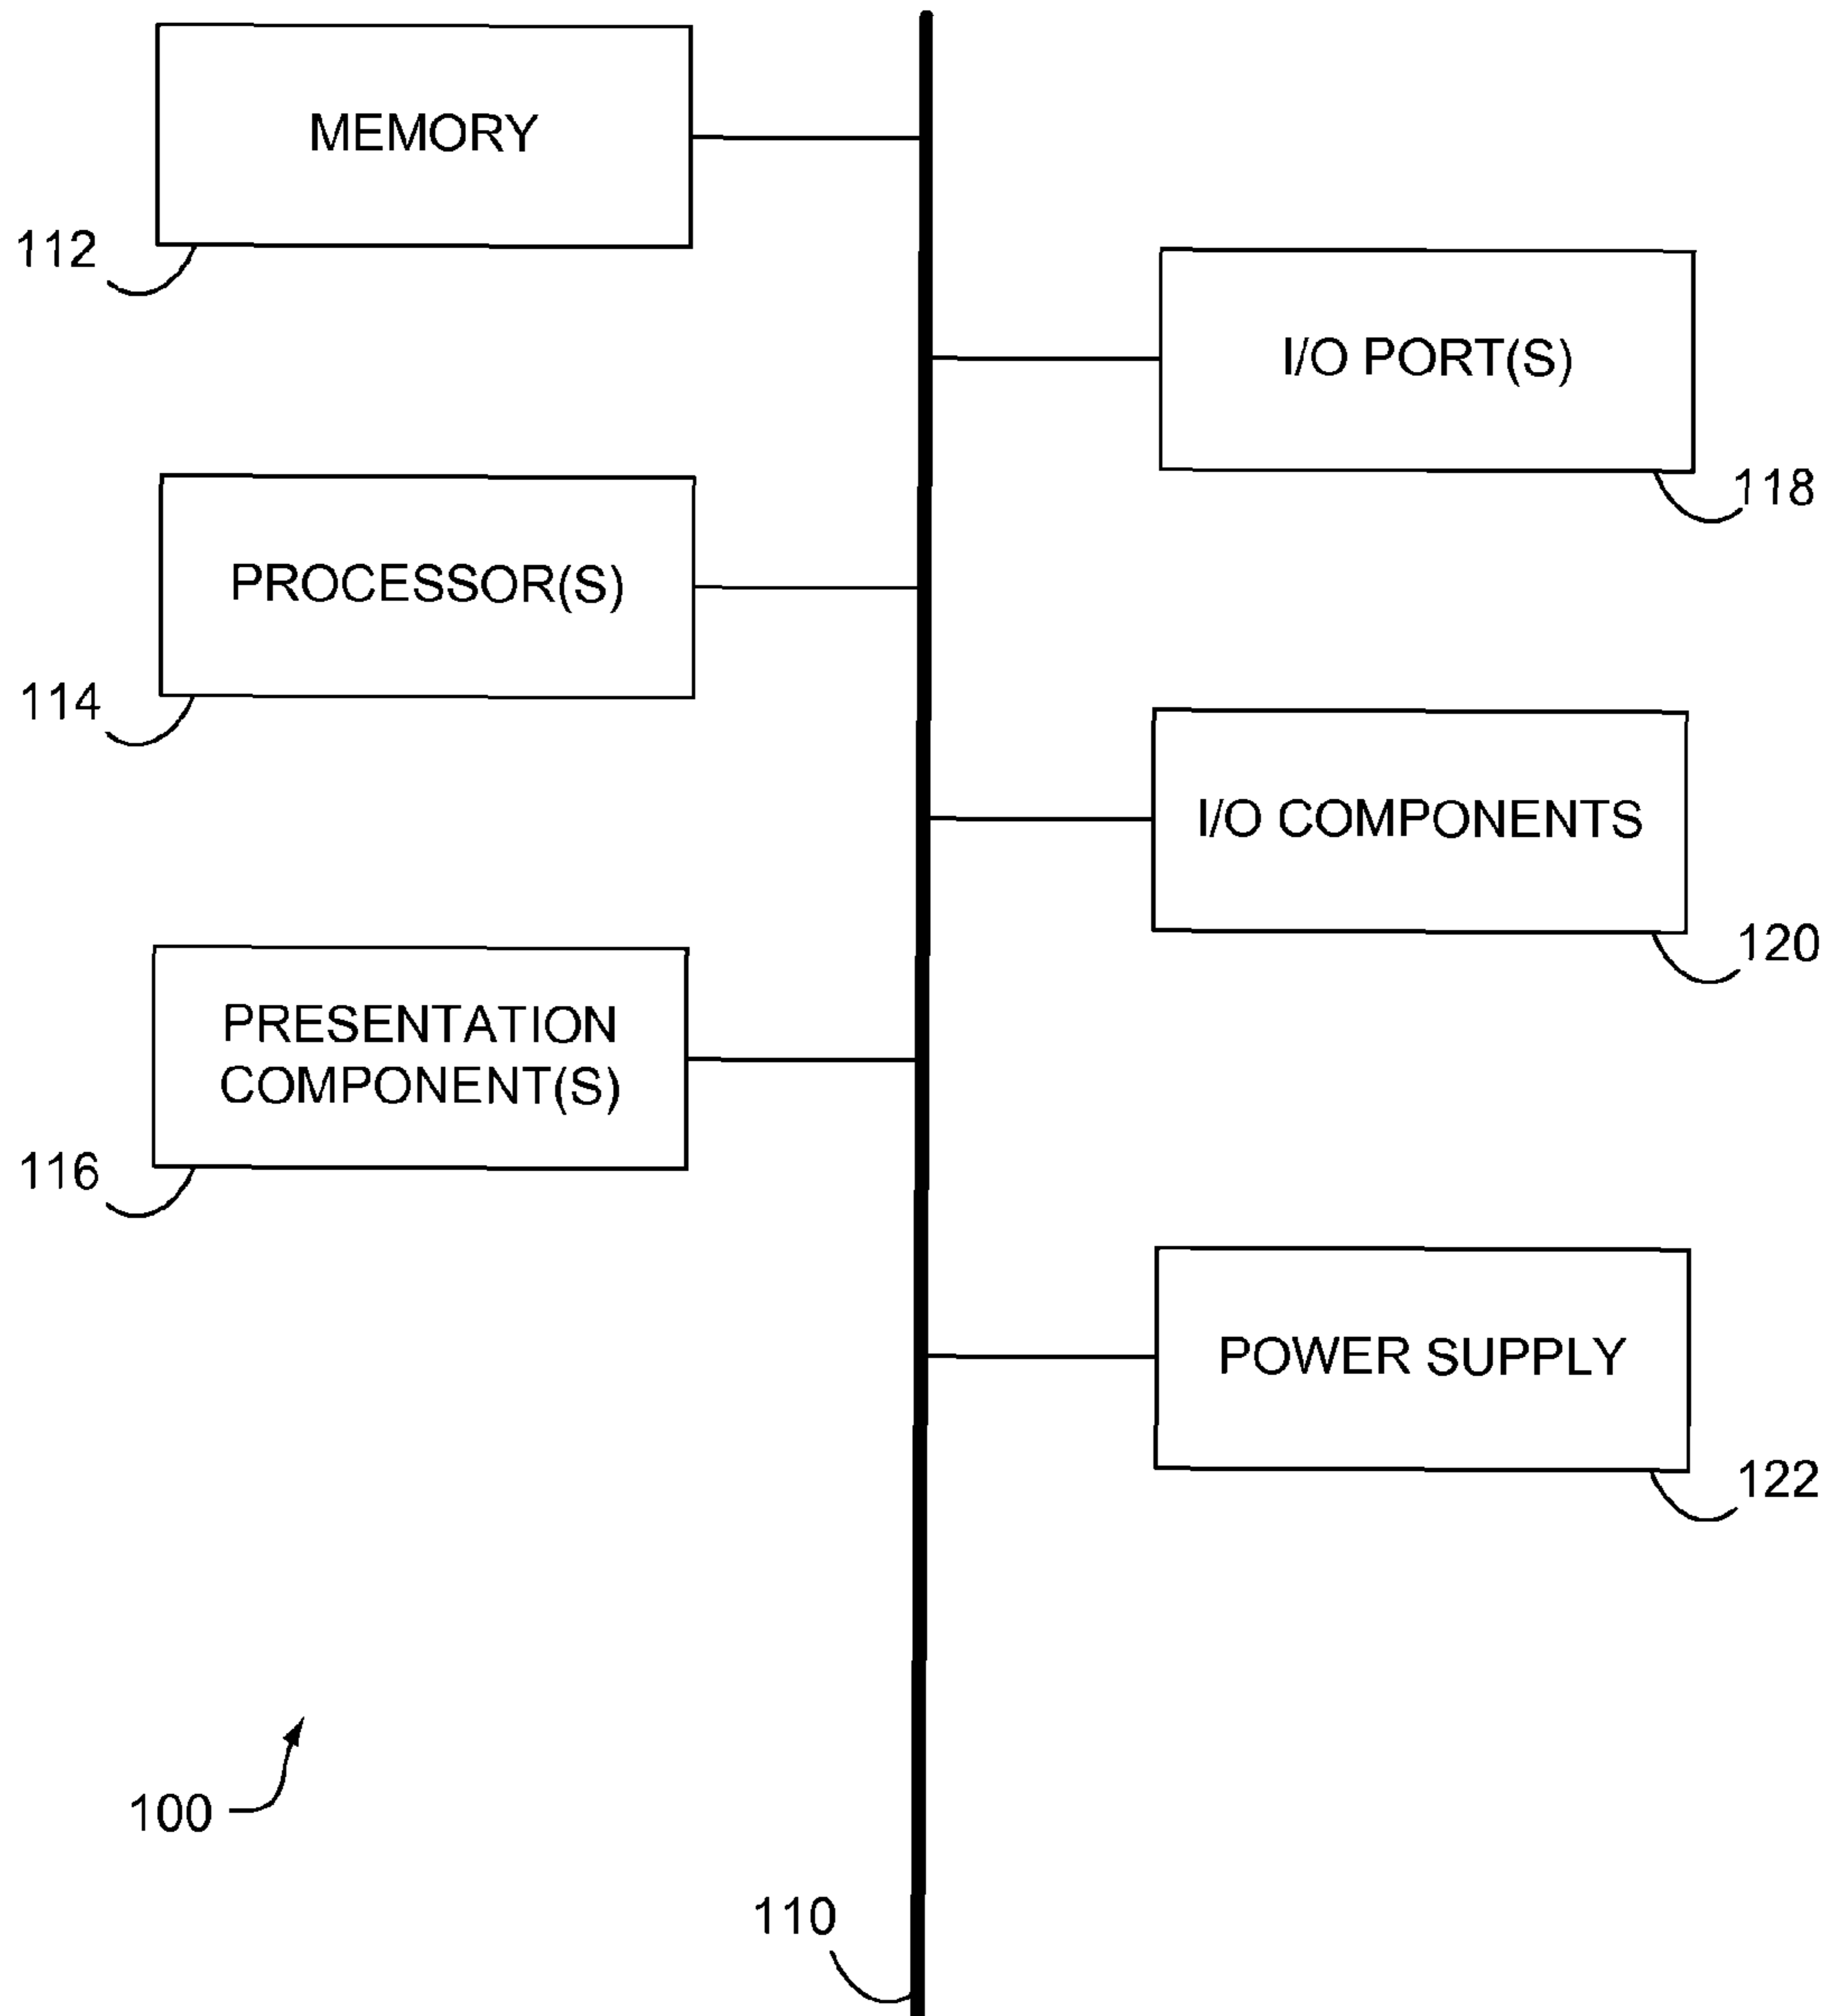 MEMORY
112
I/O PORT(S)
118
PROCESSOR(S)
114
I/O COMPONENTS
120
PRESENTATION
COMPONENT(S)
116
POWER SUPPLY
122
100
110